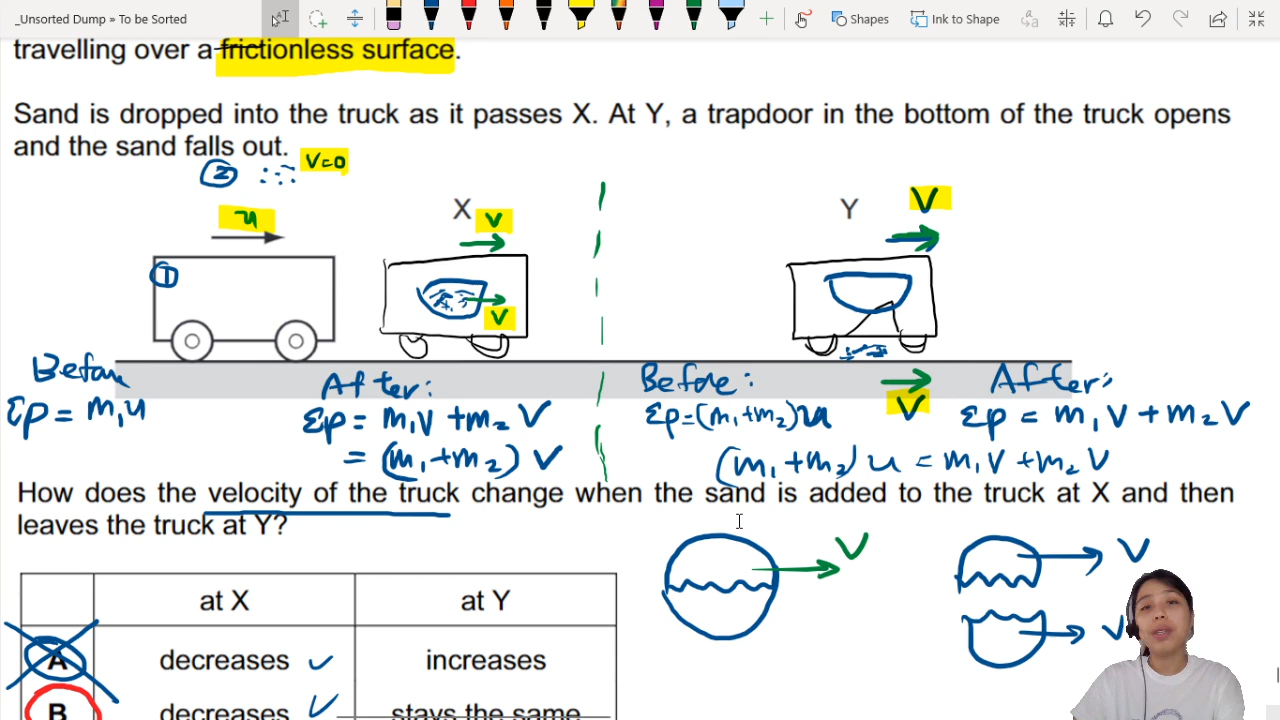 _Unsorted Dump » To be Sorted
Shapes
Ink to Shape
travelling over a frictionless surface.
Sand is dropped into the truck as it passes X. At Y, a trapdoor in the bottom of the truck opens
and the sand falls out.
② V=0
u X V Y V
①
V
Before
Σp = m₁u
After:
Σp = m₁V + m₂ V
= (m₁+m₂) V
Before:
Σp=(m₁+m₂)u
V
After:
Σp = m₁V + m₂V
(m₁+m₂) u = m₁V + m₂V
How does the velocity of the truck change when the sand is added to the truck at X and then
leaves the truck at Y?
V V
V
at X at Y
A decreases ✓ increases
B decreases ✓ stays the same